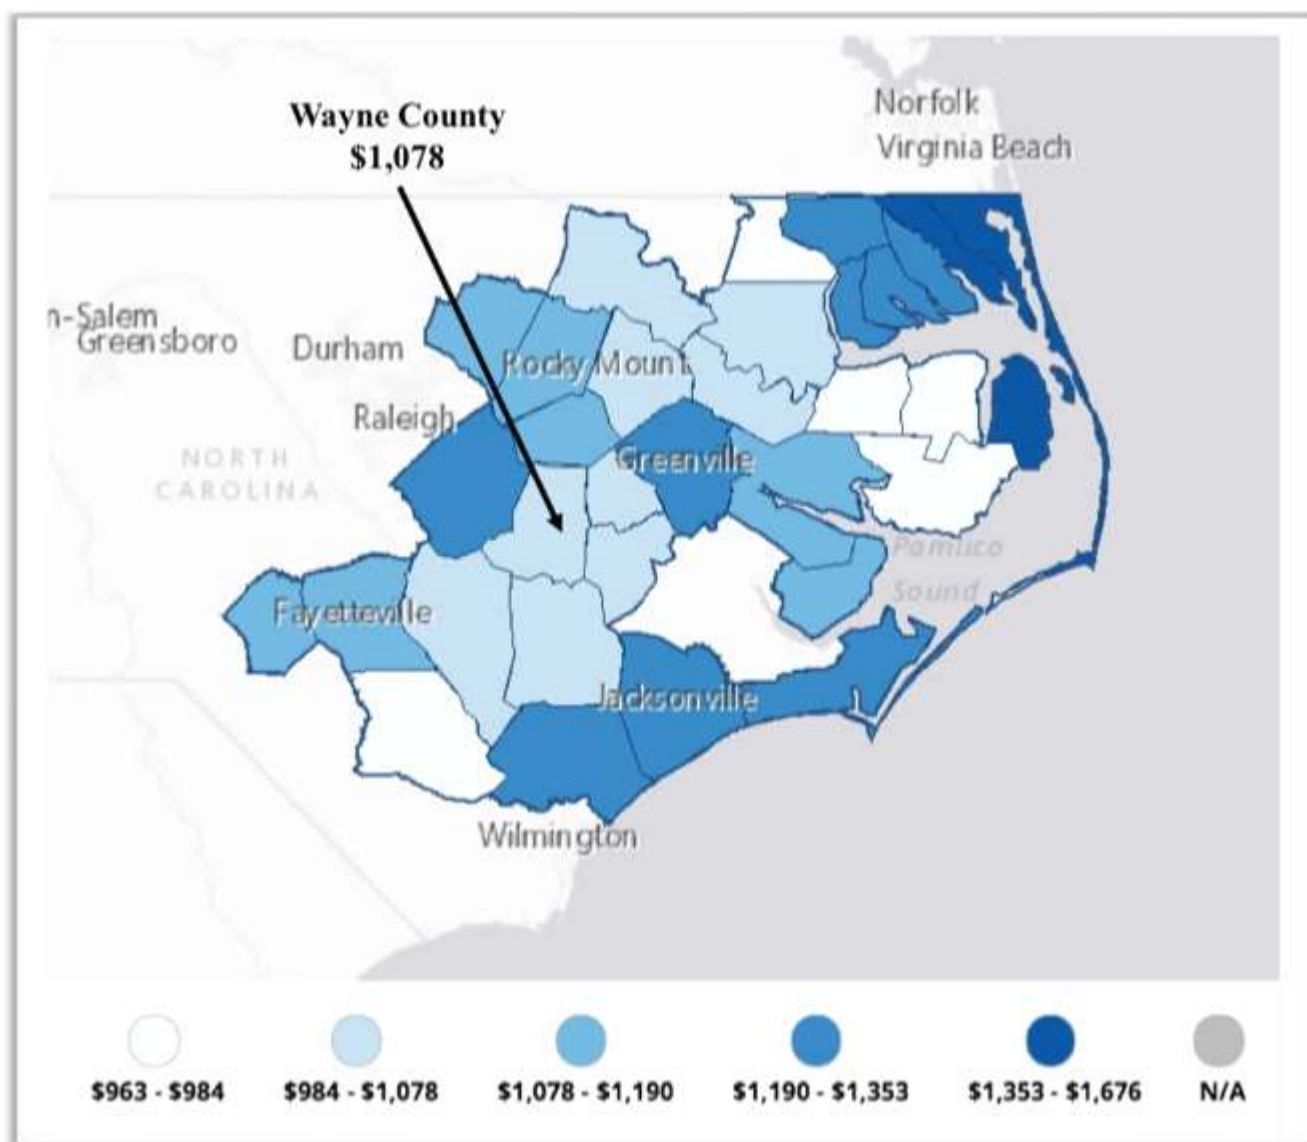 Norfolk
Virginia Beach
Wayne County
$1,078
n-Salem
Greensboro
Durham
Rocky Mount
Raleigh
NORTH
CAROLINA
Greenville
Pamlico
Sound
Fayetteville
Jacksonville
Wilmington
$963 - $984
$984 - $1,078
$1,078 - $1,190
$1,190 - $1,353
$1,353 - $1,676
N/A